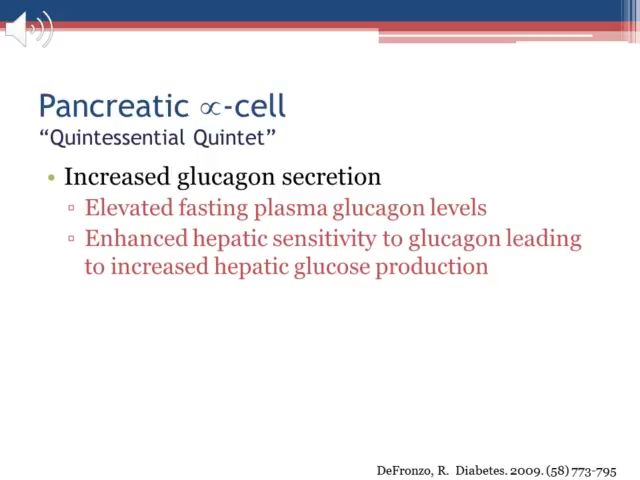 Pancreatic ∝-cell
“Quintessential Quintet”
• Increased glucagon secretion
▫ Elevated fasting plasma glucagon levels
▫ Enhanced hepatic sensitivity to glucagon leading
to increased hepatic glucose production
DeFronzo, R. Diabetes. 2009. (58) 773-795